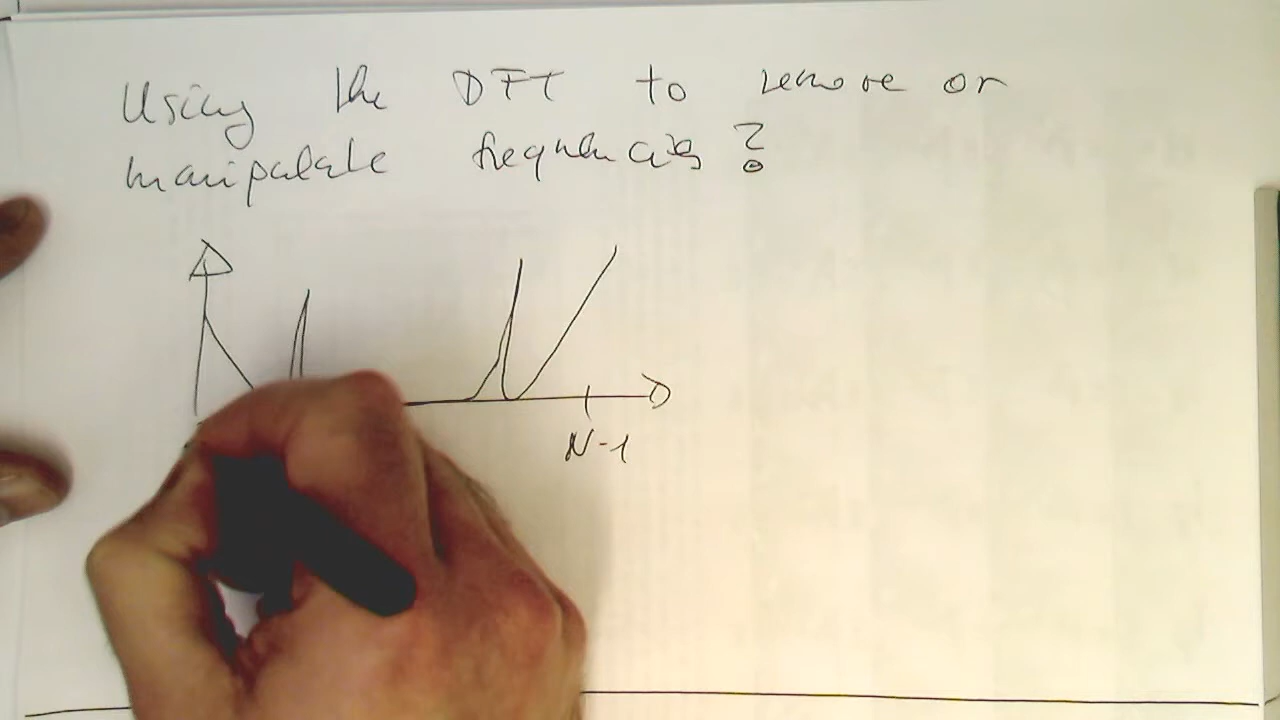 Using the DFT to remove or
manipulate frequencies ?
N-1